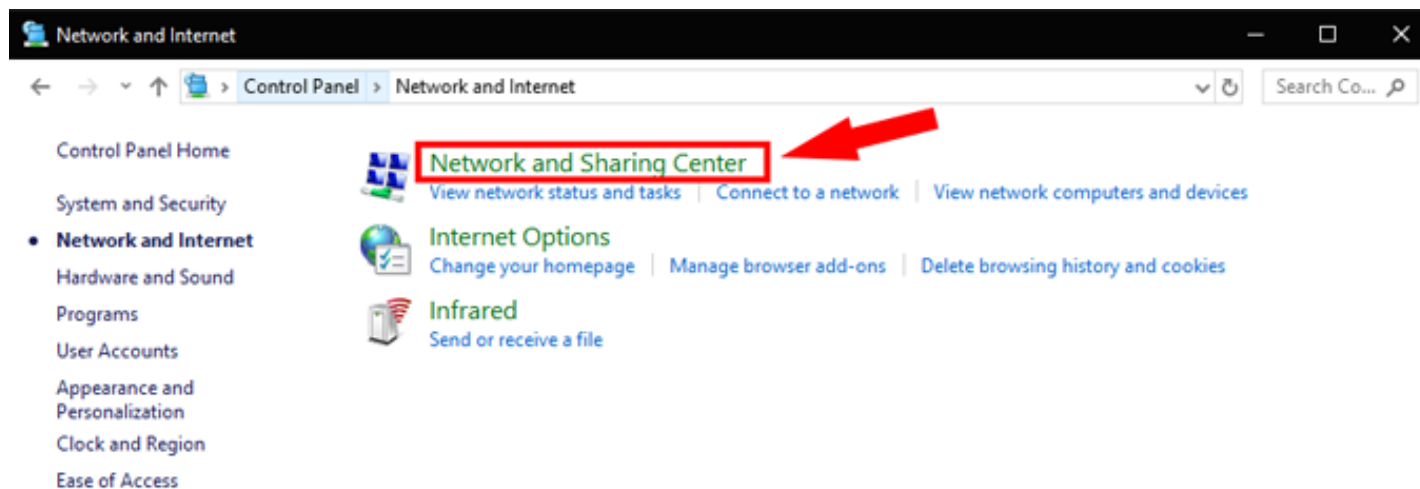 Network and Internet
Control Panel > Network and Internet
Search Co...
Control Panel Home
System and Security
Network and Internet
Hardware and Sound
Programs
User Accounts
Appearance and
Personalization
Clock and Region
Ease of Access
Network and Sharing Center
View network status and tasks
Connect to a network
View network computers and devices
Internet Options
Change your homepage
Manage browser add-ons
Delete browsing history and cookies
Infrared
Send or receive a file